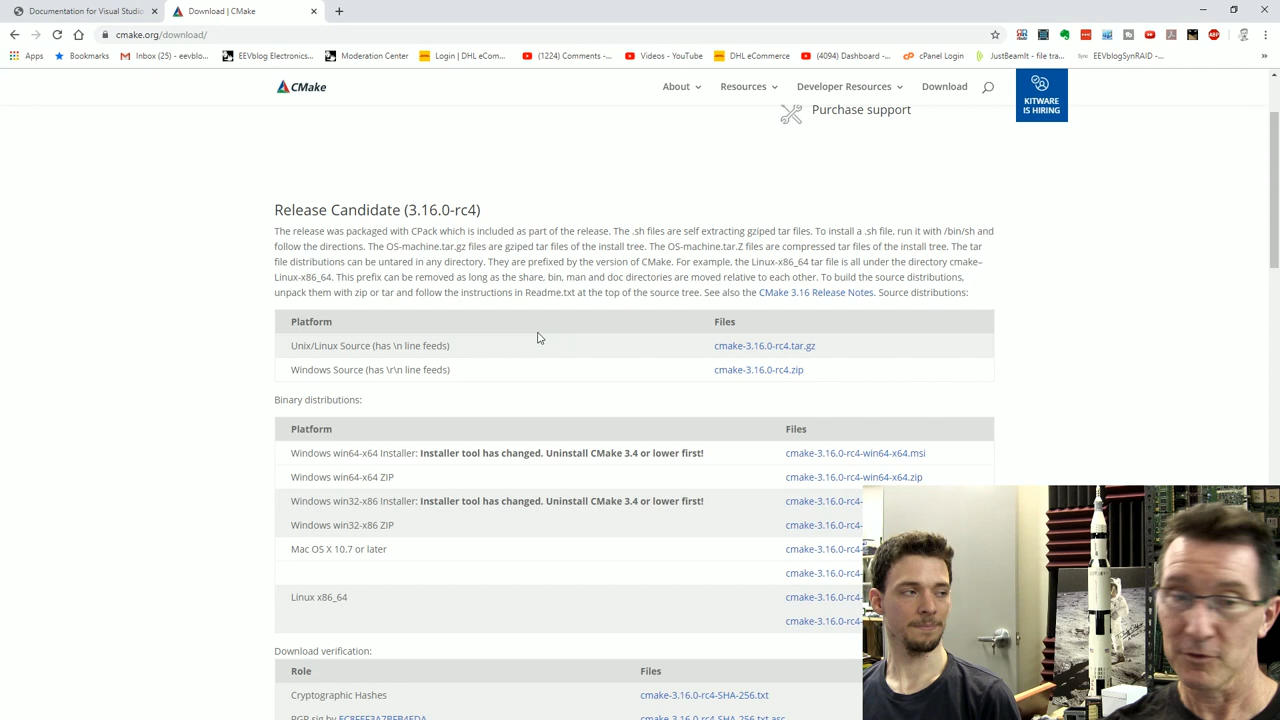 Documentation for Visual Studio
Download | CMake
cmake.org/download/
Apps
Bookmarks
Inbox (4195) - eevblo...
EEVblog Electronics...
Moderation Center
Login | DHL eCom...
(1224) Comments -...
Videos - YouTube
DHL eCommerce
(4094) Dashboard -...
cPanel Login
JustBeamIt - file tra...
EEVblogSynRAID -...
CMake
About
Resources
Developer Resources
Download
KITWARE
IS HIRING
Purchase support
Release Candidate (3.16.0-rc4)
The release was packaged with CPack which is included as part of the release. The .sh files are self extracting gziped tar files. To install a .sh file, run it with /bin/sh and
follow the directions. The OS-machine.tar.gz files are gziped tar files of the install tree. The OS-machine.tar.Z files are compressed tar files of the install tree. The tar
file distributions can be untared in any directory. They are prefixed by the version of CMake. For example, the Linux-x86_64 tar file is all under the directory cmake–
Linux-x86_64. This prefix can be removed as long as the share, bin, man and doc directories are moved relative to each other. To build the source distributions,
unpack them with zip or tar and follow the instructions in Readme.txt at the top of the source tree. See also the CMake 3.16 Release Notes. Source distributions:
Platform Files
Unix/Linux Source (has \n line feeds) cmake-3.16.0-rc4.tar.gz
Windows Source (has \r\n line feeds) cmake-3.16.0-rc4.zip
Binary distributions:
Platform Files
Windows win64-x64 Installer: Installer tool has changed. Uninstall CMake 3.4 or lower first! cmake-3.16.0-rc4-win64-x64.msi
Windows win64-x64 ZIP cmake-3.16.0-rc4-win64-x64.zip
Windows win32-x86 Installer: Installer tool has changed. Uninstall CMake 3.4 or lower first! cmake-3.16.0-rc4-
Windows win32-x86 ZIP cmake-3.16.0-rc4-
Mac OS X 10.7 or later cmake-3.16.0-rc4-
cmake-3.16.0-rc4-
Linux x86_64 cmake-3.16.0-rc4-
cmake-3.16.0-rc4-
Download verification:
Role Files
Cryptographic Hashes cmake-3.16.0-rc4-SHA-256.txt
PGP sig by EC8FEF3A7BFB4EDA cmake-3.16.0-rc4-SHA-256.txt.asc